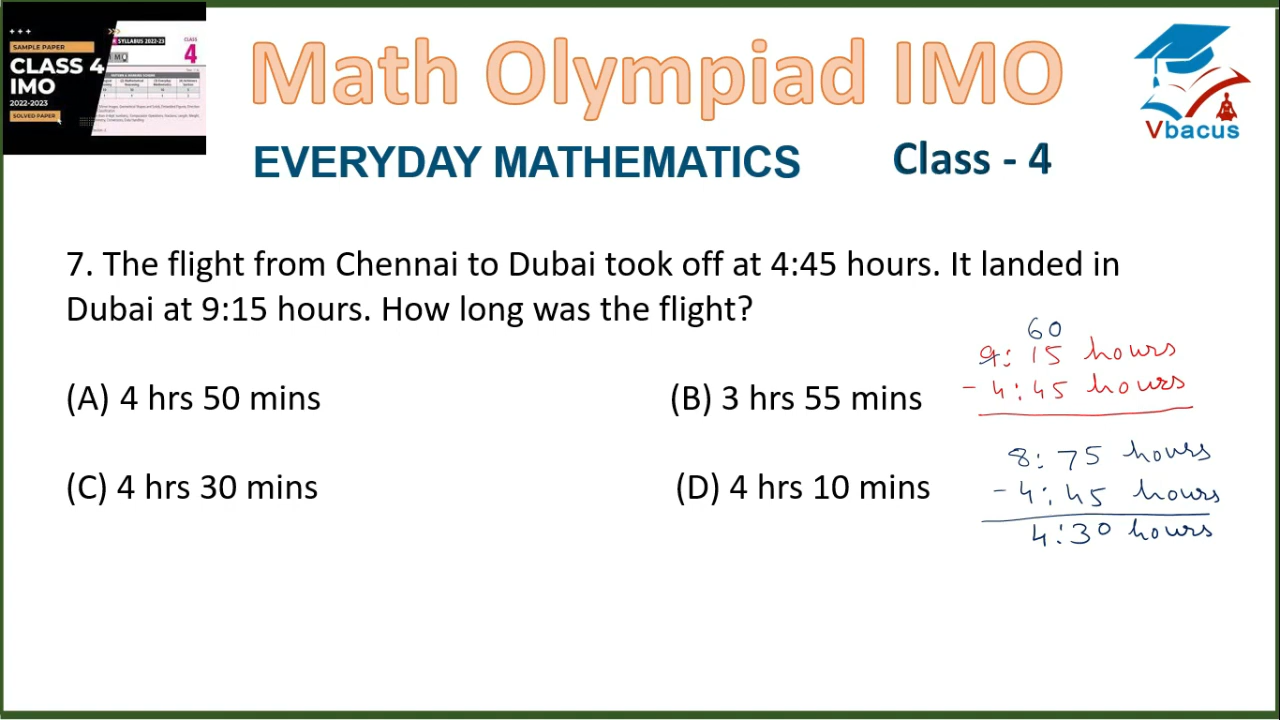 SAMPLE PAPER
CLASS 4
IMO
2022-2023
SOLVED PAPER
SYLLABUS 2022-23
CLASS
4
Math Olympiad IMO
Vbacus
EVERYDAY MATHEMATICS
Class - 4
7. The flight from Chennai to Dubai took off at 4:45 hours. It landed in
Dubai at 9:15 hours. How long was the flight?
(A) 4 hrs 50 mins
(B) 3 hrs 55 mins
(C) 4 hrs 30 mins
(D) 4 hrs 10 mins
60
9:15 hours
- 4:45 hours
8:75 hours
- 4:45 hours
4:30 hours